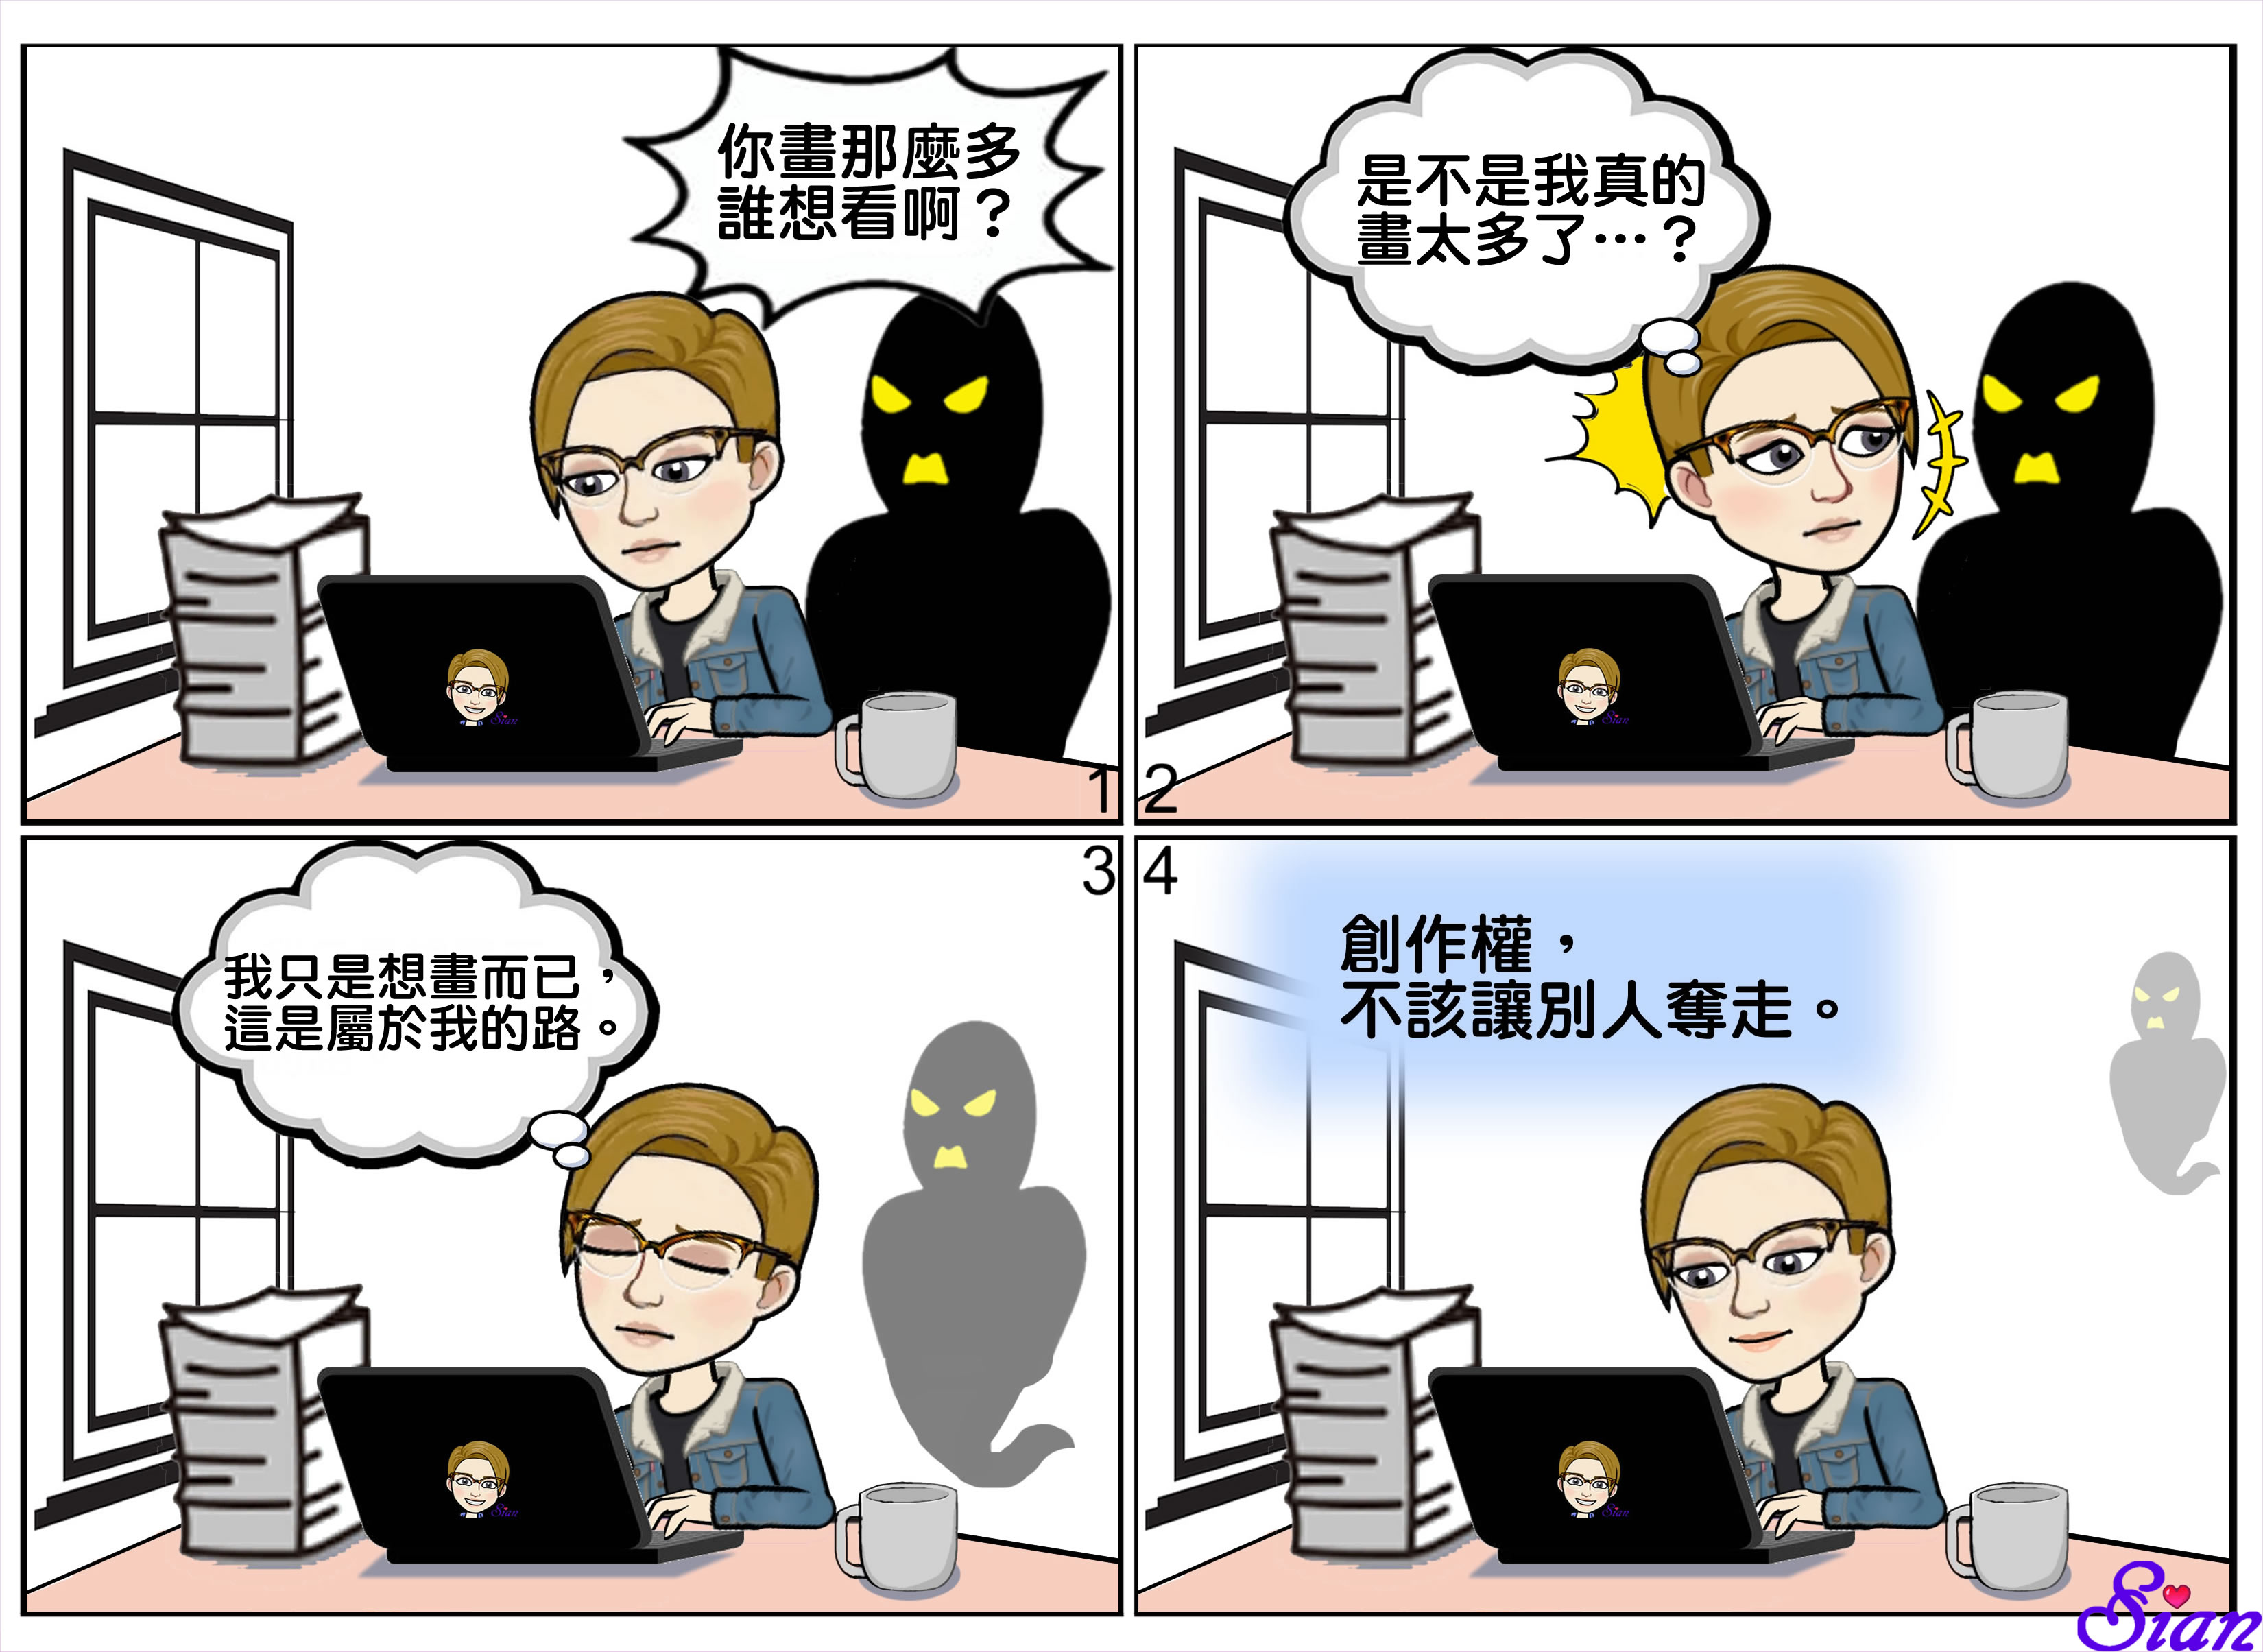 你畫那麼多
誰想看啊？
1
是不是我真的
畫太多了…？
2
3
我只是想畫而已，
這是屬於我的路。
4
創作權，
不該讓別人奪走。
Sian
Sian
Sian
Sian
Sian